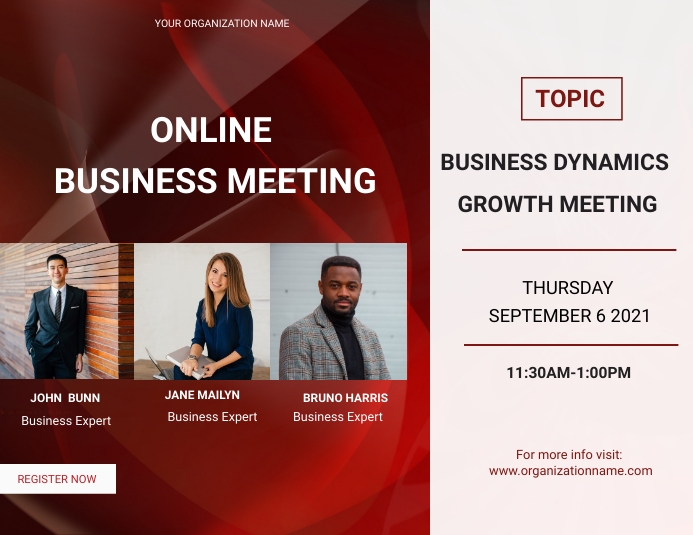 YOUR ORGANIZATION NAME
ONLINE
BUSINESS MEETING
JOHN BUNN
Business Expert
JANE MAILYN
Business Expert
BRUNO HARRIS
Business Expert
REGISTER NOW
TOPIC
BUSINESS DYNAMICS
GROWTH MEETING
THURSDAY
SEPTEMBER 6 2021
11:30AM-1:00PM
For more info visit:
www.organizationname.com